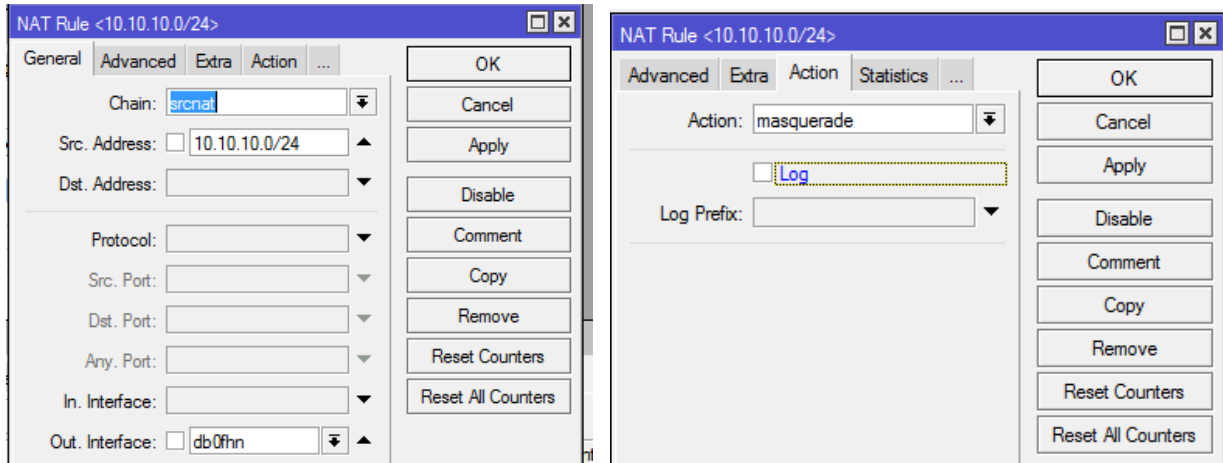 NAT Rule <10.10.10.0/24>
General Advanced Extra Action ...
Chain: srcnat
Src. Address: 10.10.10.0/24
Dst. Address:
Protocol:
Src. Port:
Dst. Port:
Any. Port:
In. Interface:
Out. Interface: db0fhn
OK
Cancel
Apply
Disable
Comment
Copy
Remove
Reset Counters
Reset All Counters
NAT Rule <10.10.10.0/24>
Advanced Extra Action Statistics ...
Action: masquerade
Log
Log Prefix:
OK
Cancel
Apply
Disable
Comment
Copy
Remove
Reset Counters
Reset All Counters